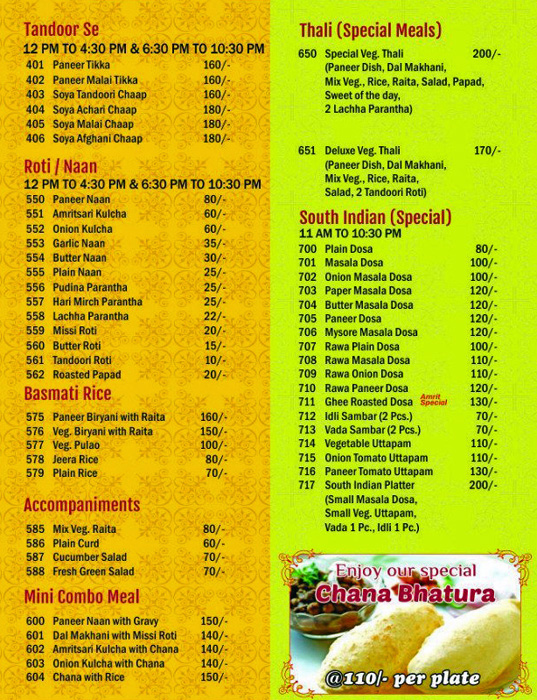 Tandoor Se
12 PM TO 4:30 PM & 6:30 PM TO 10:30 PM
401 Paneer Tikka 160/-
402 Paneer Malai Tikka 160/-
403 Soya Tandoori Chaap 160/-
404 Soya Achari Chaap 180/-
405 Soya Malai Chaap 180/-
406 Soya Afghani Chaap 180/-
Roti / Naan
12 PM TO 4:30 PM & 6:30 PM TO 10:30 PM
550 Paneer Naan 80/-
551 Amritsari Kulcha 60/-
552 Onion Kulcha 60/-
553 Garlic Naan 35/-
554 Butter Naan 30/-
555 Plain Naan 25/-
556 Pudina Parantha 25/-
557 Hari Mirch Parantha 25/-
558 Lachha Parantha 22/-
559 Missi Roti 20/-
560 Butter Roti 15/-
561 Tandoori Roti 10/-
562 Roasted Papad 20/-
Basmati Rice
575 Paneer Biryani with Raita 160/-
576 Veg. Biryani with Raita 150/-
577 Veg. Pulao 100/-
578 Jeera Rice 80/-
579 Plain Rice 70/-
Accompaniments
585 Mix Veg. Raita 80/-
586 Plain Curd 60/-
587 Cucumber Salad 70/-
588 Fresh Green Salad 70/-
Mini Combo Meal
600 Paneer Naan with Gravy 150/-
601 Dal Makhani with Missi Roti 140/-
602 Amritsari Kulcha with Chana 140/-
603 Onion Kulcha with Chana 140/-
604 Chana with Rice 150/-
Thali (Special Meals)
650 Special Veg. Thali 200/-
(Paneer Dish, Dal Makhani,
Mix Veg., Rice, Raita, Salad, Papad,
Sweet of the day,
2 Lachha Parantha)
651 Deluxe Veg. Thali 170/-
(Paneer Dish, Dal Makhani,
Mix Veg., Rice, Raita,
Salad, 2 Tandoori Roti)
South Indian (Special)
11 AM TO 10:30 PM
700 Plain Dosa 80/-
701 Masala Dosa 100/-
702 Onion Masala Dosa 100/-
703 Paper Masala Dosa 120/-
704 Butter Masala Dosa 120/-
705 Paneer Dosa 120/-
706 Mysore Masala Dosa 120/-
707 Rawa Plain Dosa 100/-
708 Rawa Masala Dosa 110/-
709 Rawa Onion Dosa 110/-
710 Rawa Paneer Dosa 120/-
711 Ghee Roasted Dosa Amrit Special 130/-
712 Idli Sambar (2 Pcs.) 70/-
713 Vada Sambar (2 Pcs.) 70/-
714 Vegetable Uttapam 110/-
715 Onion Tomato Uttapam 110/-
716 Paneer Tomato Uttapam 130/-
717 South Indian Platter 200/-
(Small Masala Dosa,
Small Veg. Uttapam,
Vada 1 Pc., Idli 1 Pc.)
Enjoy our special
Chana Bhatura
@110/- per plate